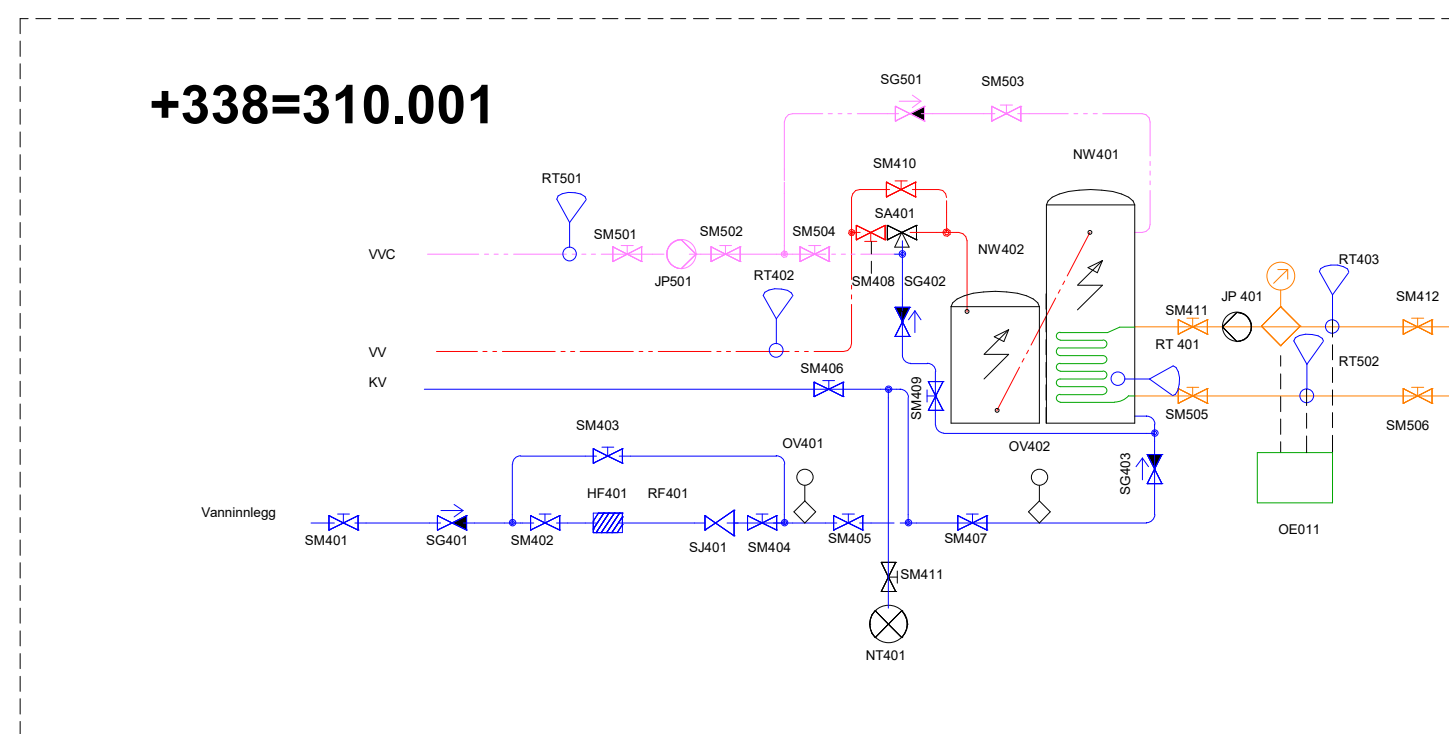 +338=310.001
SG501
SM503
NW401
RT501
SM410
SA401
SM501
SM502
SM504
NW402
VVC
JP501
RT402
SM408
SG402
RT403
JP 401
SM411
SM412
RT 401
VV
RT502
KV
SM406
SM409
SM505
SM506
SM403
OV401
OV402
SG403
HF401
RF401
Vanninnlegg
SM401
SG401
SM402
SJ401
SM404
SM405
SM407
OE011
SM411
NT401